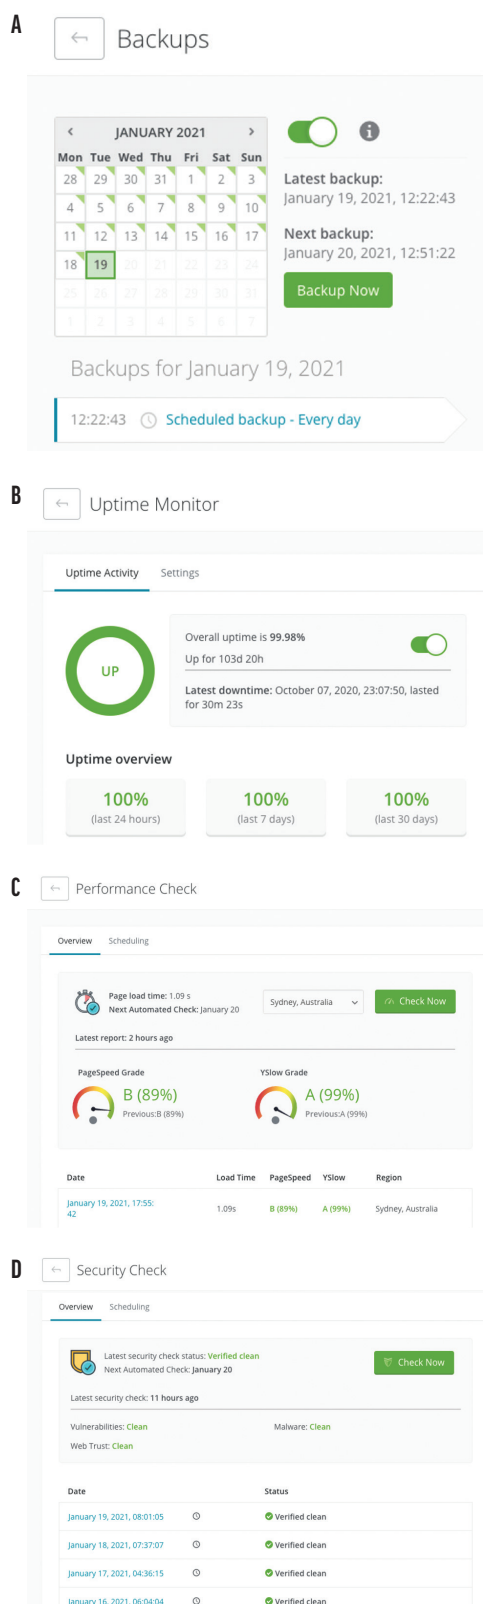 A
Backups
JANUARY 2021
Mon Tue Wed Thu Fri Sat Sun
28 29 30 31 1 2 3
4 5 6 7 8 9 10
11 12 13 14 15 16 17
18 19 20 21 22 23 24
25 26 27 28 29 30 31
1 2 3 4 5 6 7
Latest backup:
January 19, 2021, 12:22:43
Next backup:
January 20, 2021, 12:51:22
Backup Now
Backups for January 19, 2021
12:22:43 Scheduled backup - Every day
B
Uptime Monitor
Uptime Activity Settings
UP
Overall uptime is 99.98%
Up for 103d 20h
Latest downtime: October 07, 2020, 23:07:50, lasted
for 30m 23s
Uptime overview
100% 100% 100%
(last 24 hours) (last 7 days) (last 30 days)
C
Performance Check
Overview Scheduling
Page load time: 1.09 s
Next Automated Check: January 20
Sydney, Australia
Check Now
Latest report: 2 hours ago
PageSpeed Grade YSlow Grade
B (89%) A (99%)
Previous:B (89%) Previous:A (99%)
Date Load Time PageSpeed YSlow Region
January 19, 2021, 17:55:
42 1.09s B (89%) A (99%) Sydney, Australia
D
Security Check
Overview Scheduling
Latest security check status: Verified clean
Next Automated Check: January 20
Check Now
Latest security check: 11 hours ago
Vulnerabilities: Clean Malware: Clean
Web Trust: Clean
Date Status
January 19, 2021, 08:01:05 Verified clean
January 18, 2021, 07:37:07 Verified clean
January 17, 2021, 04:36:15 Verified clean
January 16, 2021, 06:04:04 Verified clean